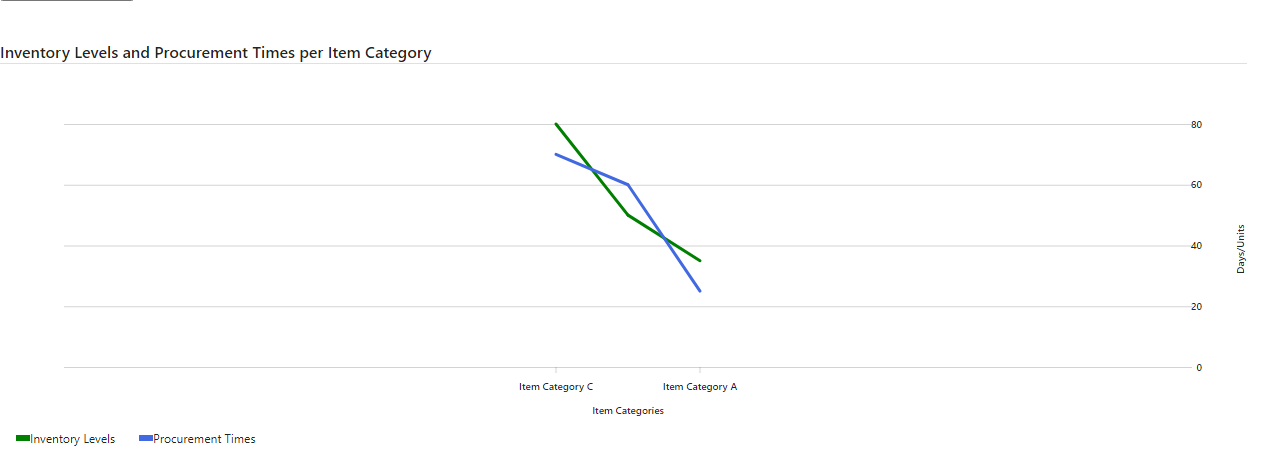 Inventory Levels and Procurement Times per Item Category
80
60
40
20
0
Days/Units
Item Category C
Item Category A
Item Categories
Inventory Levels
Procurement Times